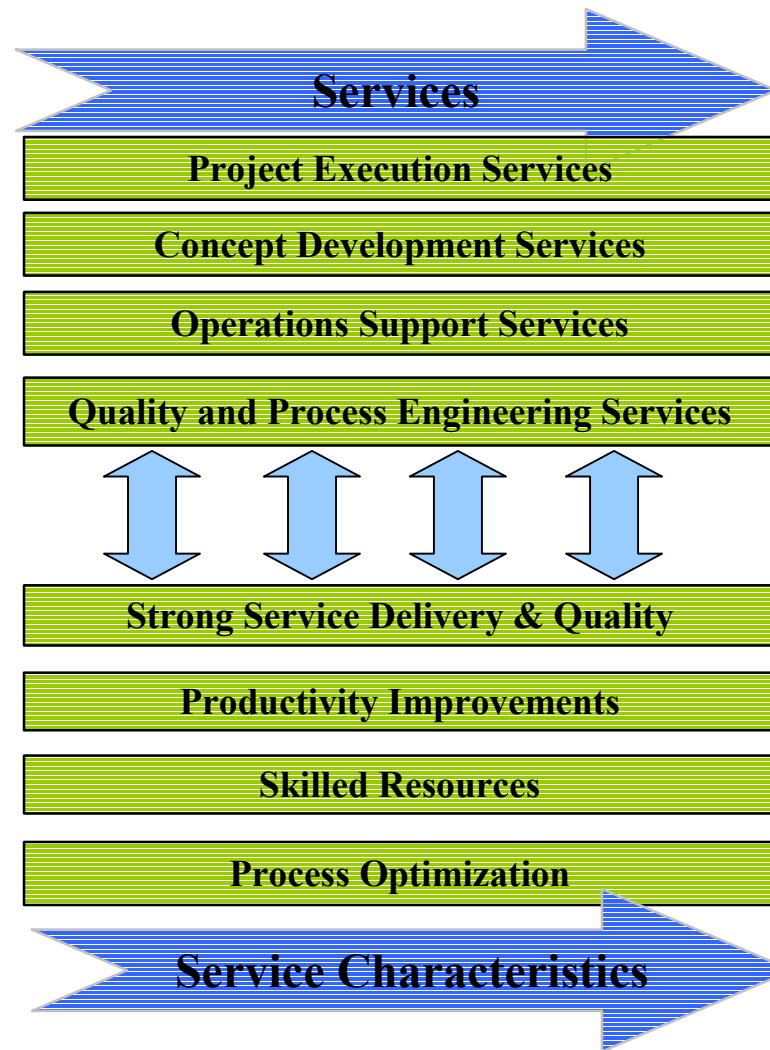 Services
Project Execution Services
Concept Development Services
Operations Support Services
Quality and Process Engineering Services
Strong Service Delivery & Quality
Productivity Improvements
Skilled Resources
Process Optimization
Service Characteristics